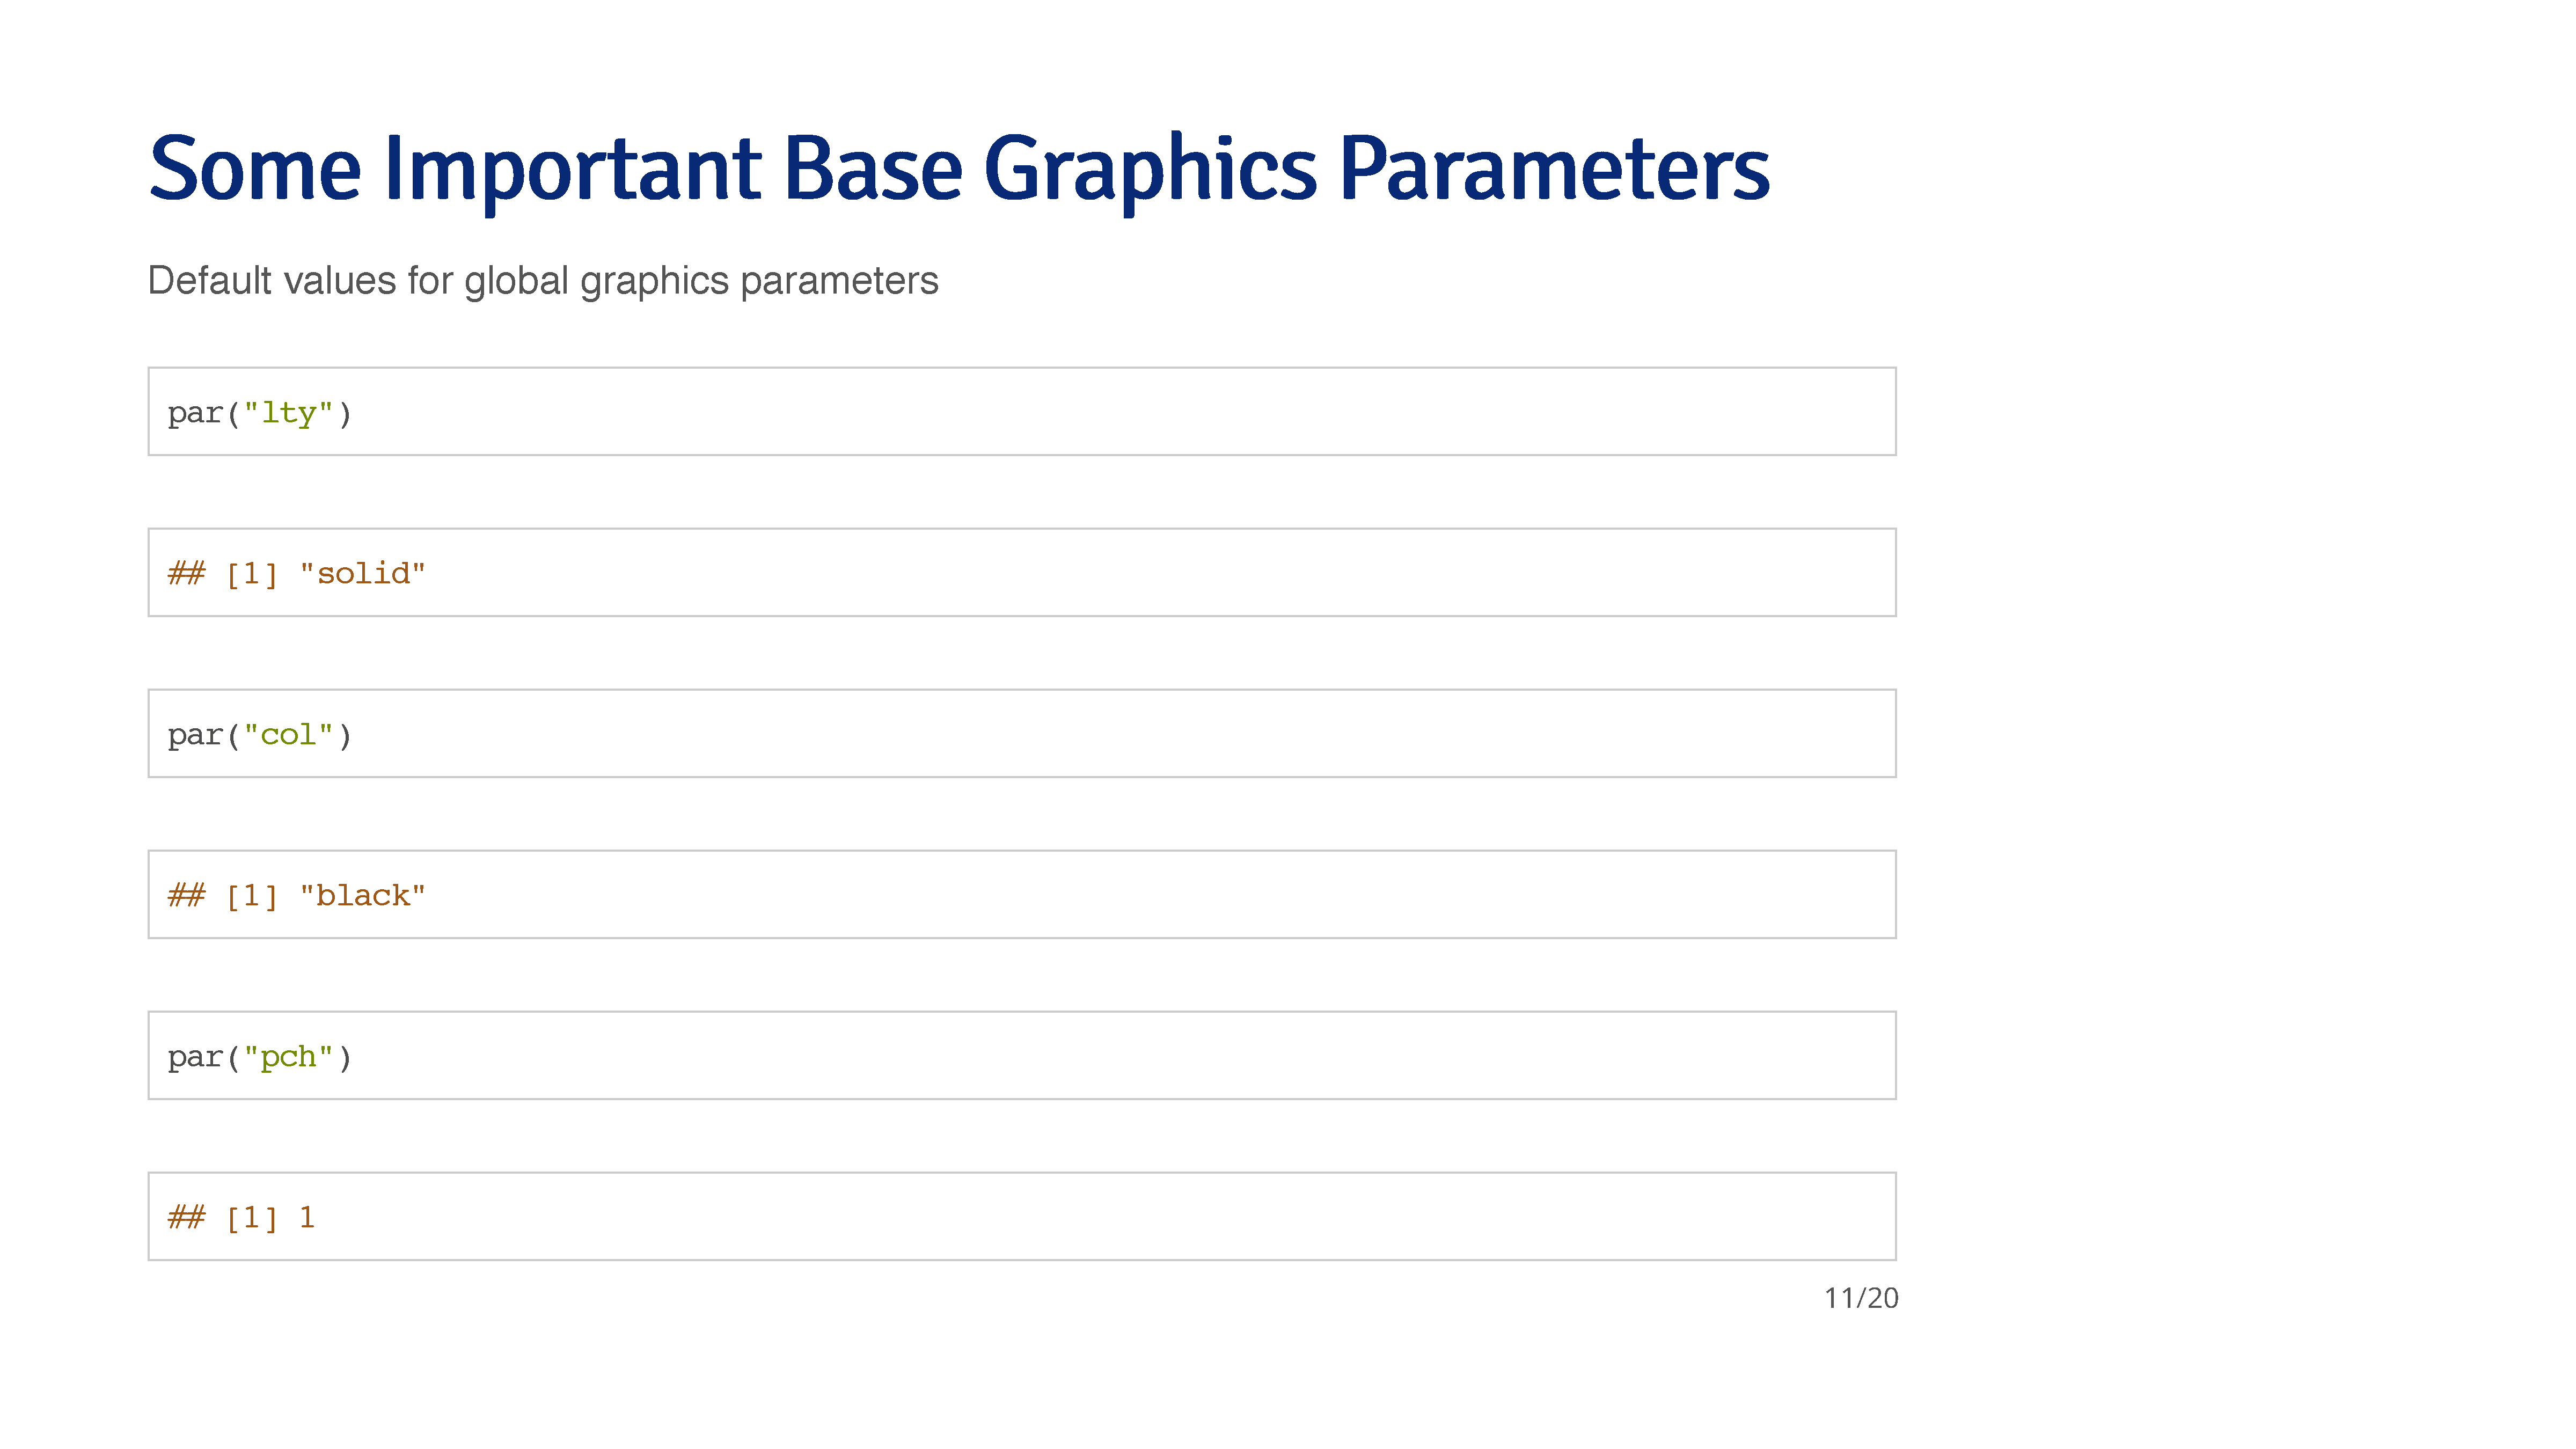 Some Important Base Graphics Parameters
Default values for global graphics parameters
par("lty")
## [1] "solid"
par("col")
## [1] "black"
par("pch")
## [1] 1
11/20